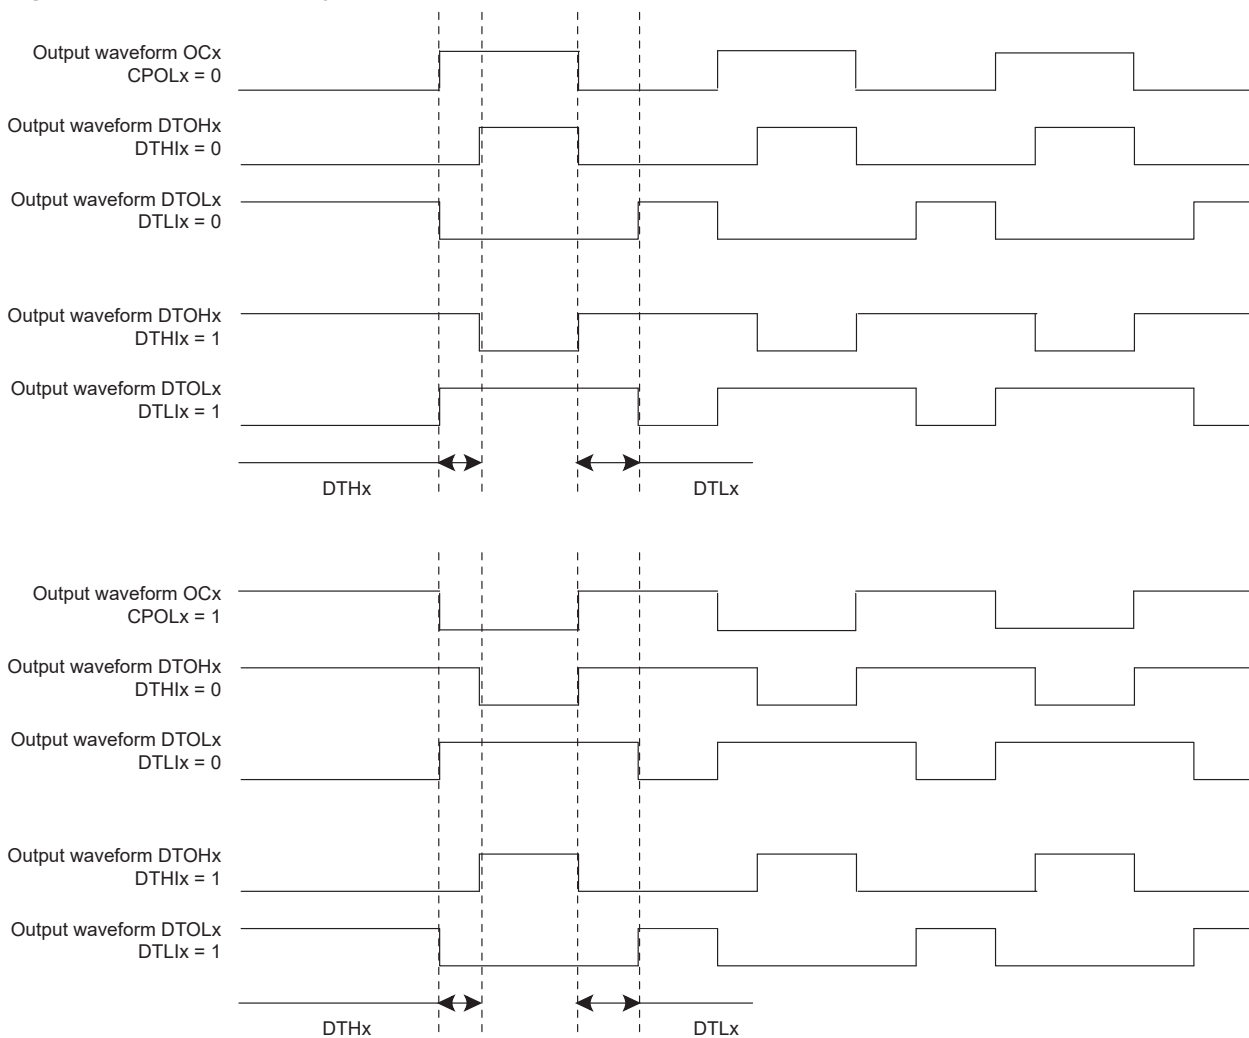 Output waveform OCx
CPOLx = 0
Output waveform DTOHx
DTHIx = 0
Output waveform DTOLx
DTLIx = 0
Output waveform DTOHx
DTHIx = 1
Output waveform DTOLx
DTLIx = 1
DTHx DTLx
Output waveform OCx
CPOLx = 1
Output waveform DTOHx
DTHIx = 0
Output waveform DTOLx
DTLIx = 0
Output waveform DTOHx
DTHIx = 1
Output waveform DTOLx
DTLIx = 1
DTHx DTLx